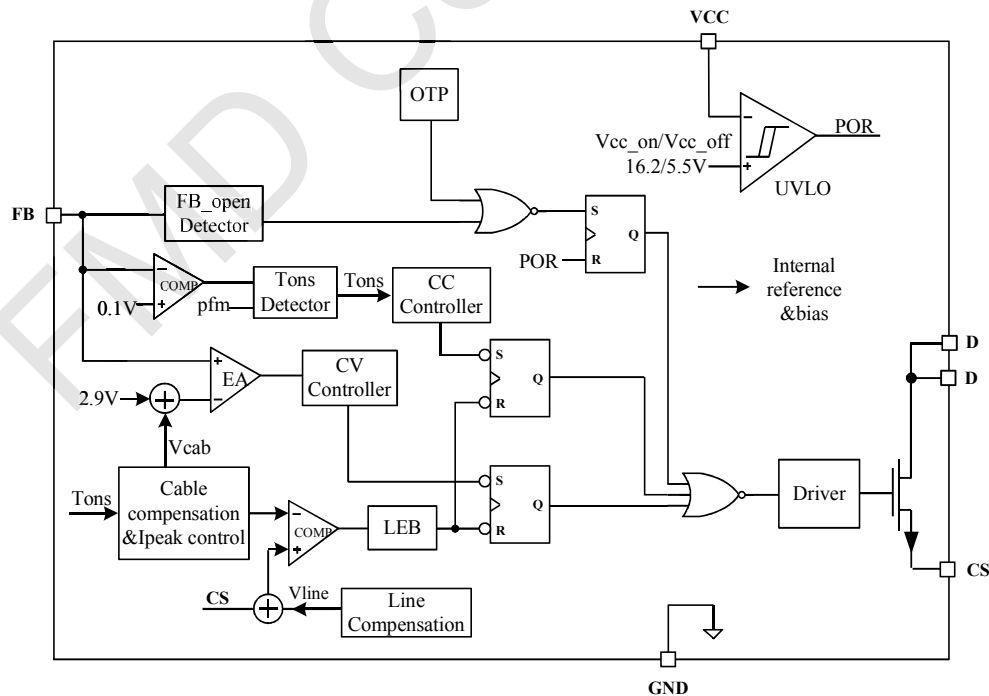 FMD Co
VCC
OTP
Vcc_on/Vcc_off
16.2/5.5V
-
+
POR
UVLO
FB
FB_open
Detector
S
Q
R
POR
0.1V
-
+
COMP
pfm
Tons
Detector
Tons
CC
Controller
Internal
reference
&bias
D
D
2.9V
+
+
-
EA
CV
Controller
S
Q
R
Vcab
Tons
Cable
compensation
&Ipeak control
-
+
COMP
LEB
S
Q
R
Driver
CS
CS
+
Vline
Line
Compensation
GND